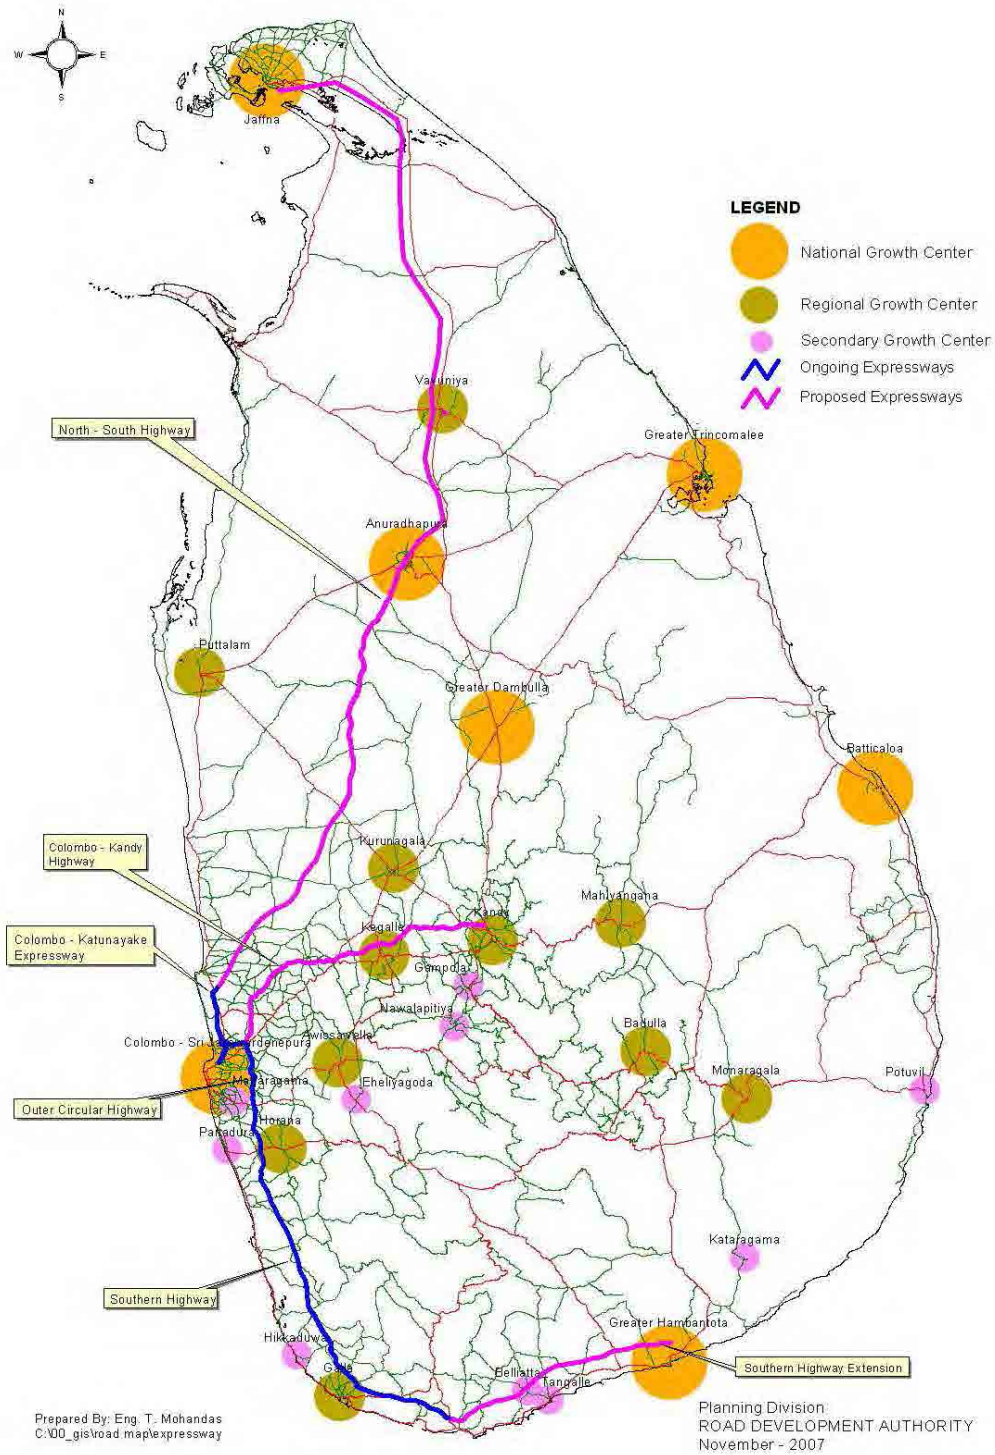 N
W E
S
Jaffna
LEGEND
National Growth Center
Regional Growth Center
Secondary Growth Center
Ongoing Expressways
Proposed Expressways
Vavuniya
North - South Highway
Greater Trincomalee
Anuradhapura
Puttalam
Greater Dambulla
Batticaloa
Kurunagala
Colombo - Kandy
Highway
Mahiyangana
Kandy
Kegalle
Colombo - Katunayake
Expressway
Gampola
Nawalapitiya
Badulla
Colombo - Sri Jayawardenepura
Awissawella
Monaragala
Potuvil
Maharagama
Eheliyagoda
Outer Circular Highway
Horana
Panadura
Kataragama
Southern Highway
Greater Hambantota
Hikkaduwa
Galle
Belliatta
Tangalle
Southern Highway Extension
Prepared By: Eng. T. Mohandas
C:\00_gis\road map\expressway
Planning Division
ROAD DEVELOPMENT AUTHORITY
November - 2007